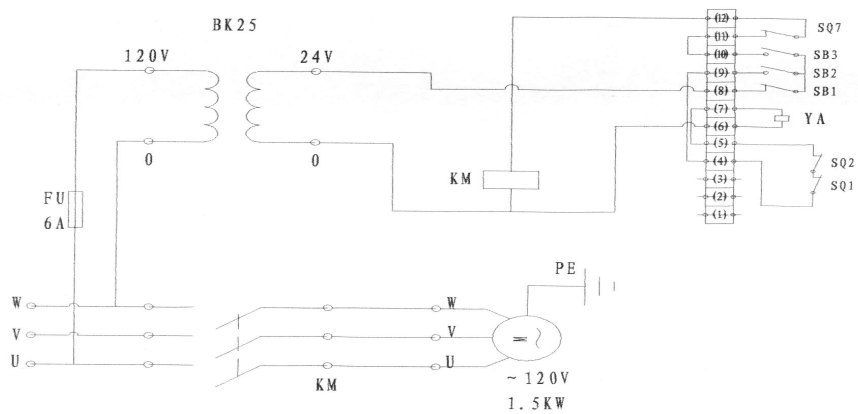 BK25
120V
24V
0
0
FU
6A
KM
(12)
(11)
(10)
(9)
(8)
(7)
(6)
(5)
(4)
(3)
(2)
(1)
SQ7
SB3
SB2
SB1
YA
SQ2
SQ1
PE
W
V
U
W
V
U
KM
M
~
~120V
1.5KW